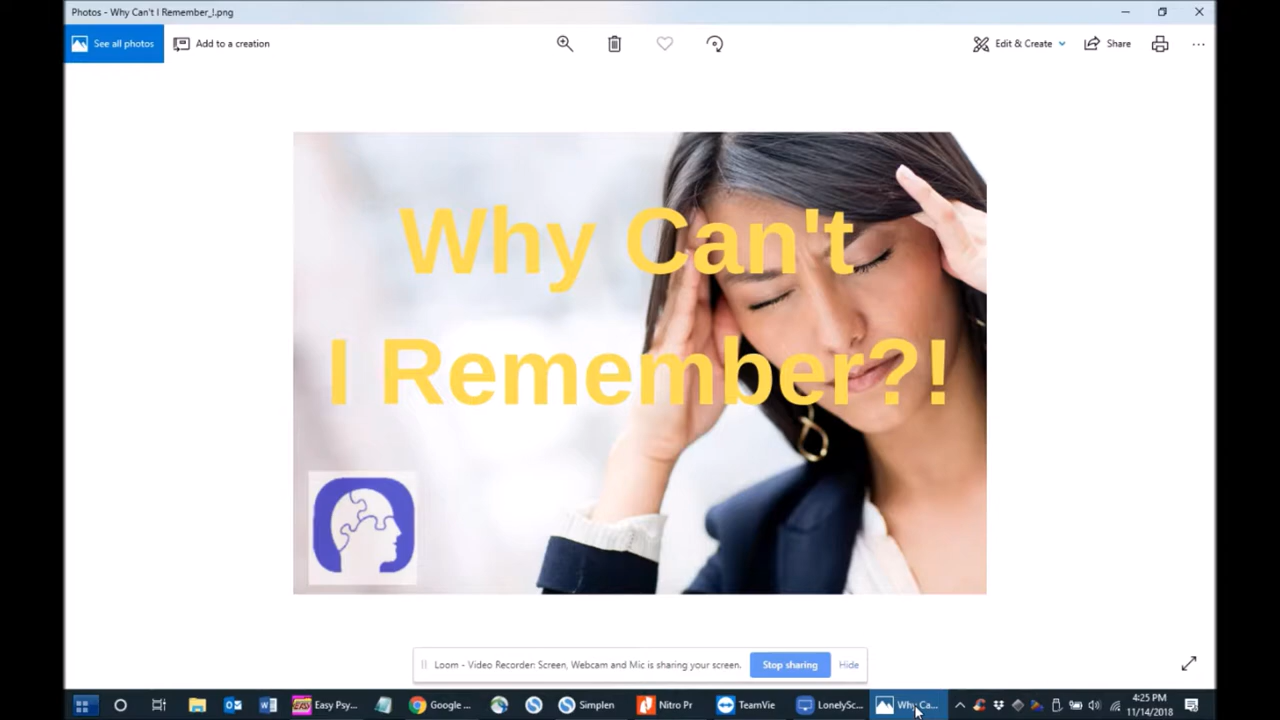 Photos - Why Can't I Remember_!.png
See all photos
Add to a creation
Edit & Create
Share
Why Can't
I Remember?!
Loom - Video Recorder: Screen, Webcam and Mic is sharing your screen.
Stop sharing
Hide
EASY
Easy Psy...
Google ...
Simplen
Nitro Pr
TeamVie
LonelySc...
Why Ca...
4:25 PM
11/14/2018